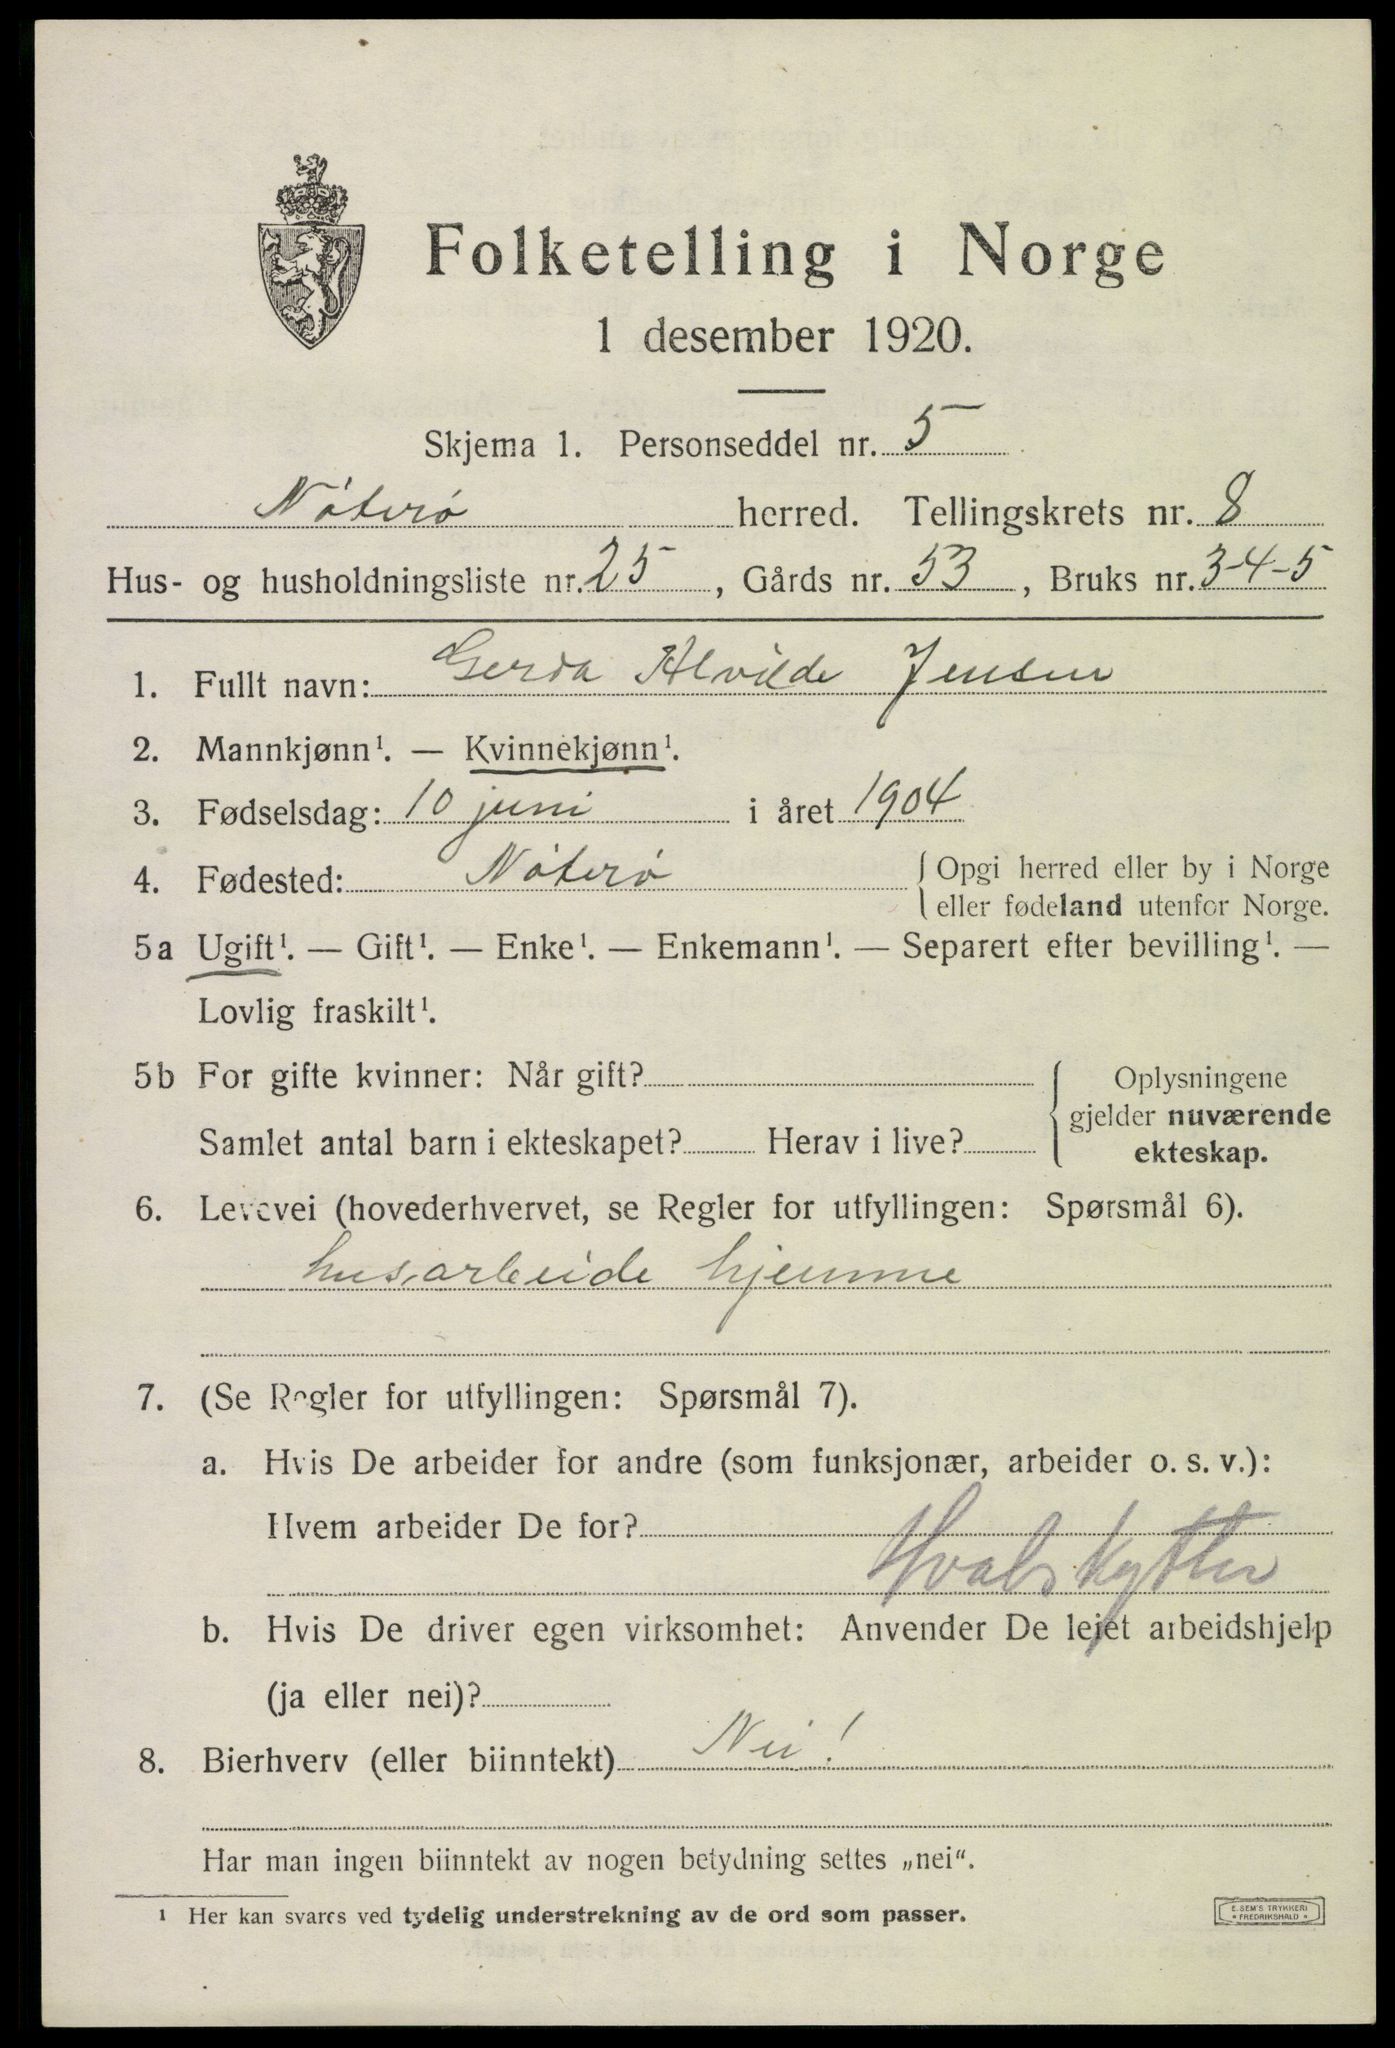 Folketelling i Norge
1 desember 1920.
Skjema 1. Personseddel nr. 5
Nöterö herred. Tellingskrets nr. 8
Hus- og husholdningsliste nr. 25, Gårds nr. 53, Bruks nr. 3-4-5
1. Fullt navn: Gerda Alvilde Jensen
2. Mannkjønn¹. — Kvinnekjønn¹.
3. Fødselsdag: 10 juni i året 1904
4. Fødested: Nöterö { Opgi herred eller by i Norge
eller fødeland utenfor Norge.
5a Ugift¹. — Gift¹. — Enke¹. — Enkemann¹. — Separert efter bevilling¹. —
Lovlig fraskilt¹.
5b For gifte kvinner: Når gift?
Samlet antal barn i ekteskapet? Herav i live?
Oplysningene
gjelder nuværende
ekteskap.
6. Levevei (hovederhvervet, se Regler for utfyllingen: Spørsmål 6).
husarbeide hjemme
7. (Se Regler for utfyllingen: Spørsmål 7).
a. Hvis De arbeider for andre (som funksjonær, arbeider o. s. v.):
Hvem arbeider De for?
Hvalskytter
b. Hvis De driver egen virksomhet: Anvender De lejet arbeidshjelp
(ja eller nei)?
8. Bierhverv (eller biinntekt) Nei!
Har man ingen biinntekt av nogen betydning settes „nei“.
¹ Her kan svares ved tydelig understrekning av de ord som passer.
E. SEM'S TRYKKERI
• FREDRIKSHALD •